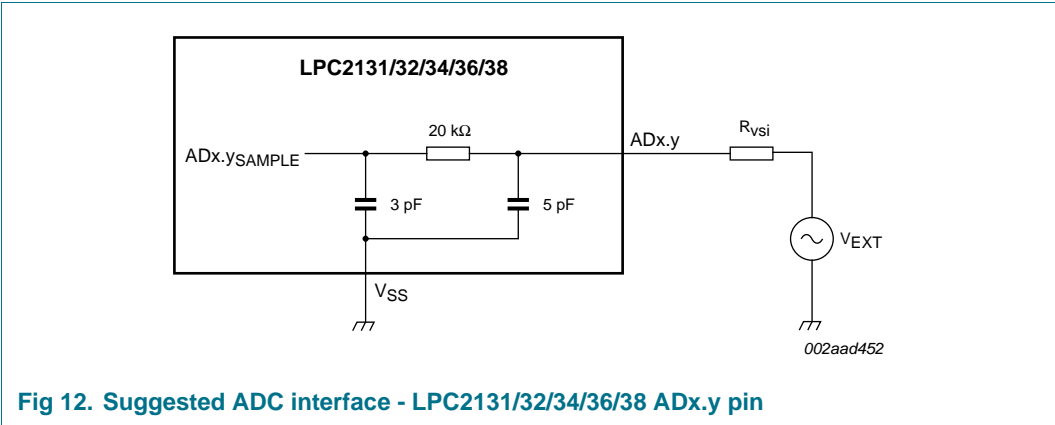 LPC2131/32/34/36/38
20 kΩ
ADx.y
Rvsi
ADx.ySAMPLE
3 pF
5 pF
VEXT
VSS
002aad452
Fig 12. Suggested ADC interface - LPC2131/32/34/36/38 ADx.y pin